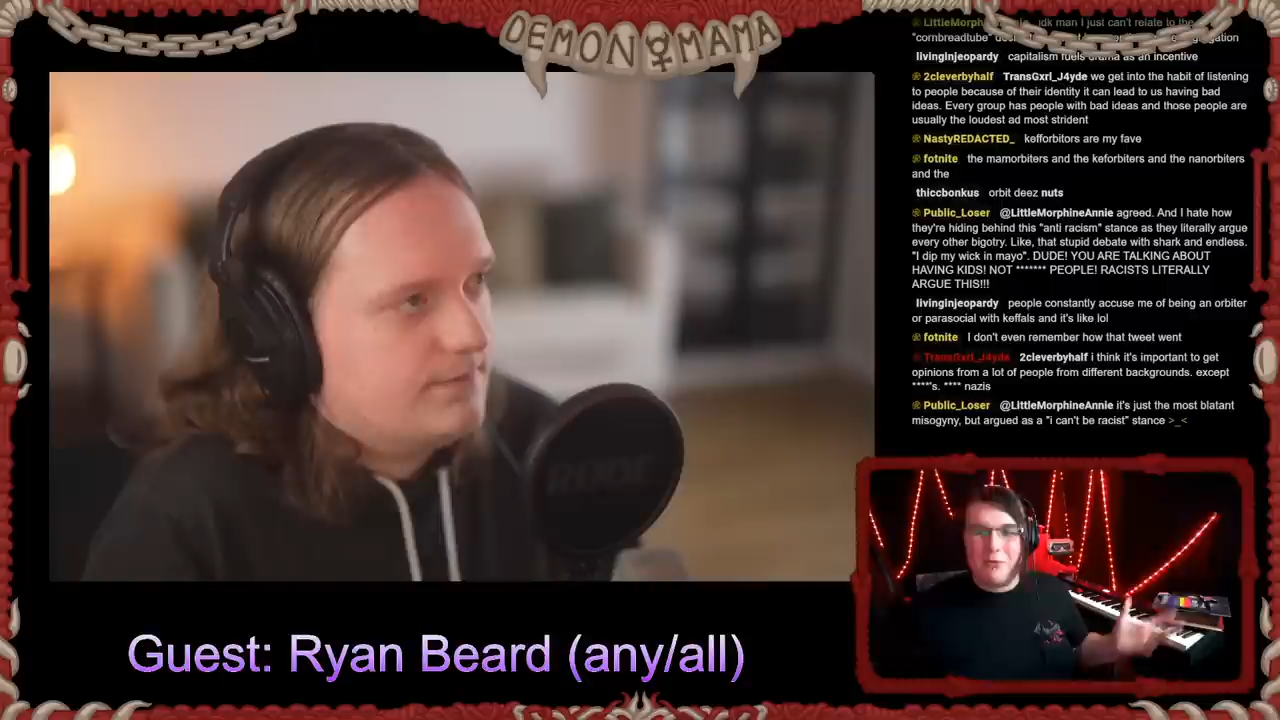 DEMON MAMA
LittleMorph idk man I just can't relate to the
"cornbreadtube"
livinginjeopardy capitalism fuels drama as an incentive
2cleverbyhalf TransGxrl_J4yde we get into the habit of listening
to people because of their identity it can lead to us having bad
ideas. Every group has people with bad ideas and those people are
usually the loudest ad most strident
NastyREDACTED_ kefforbitors are my fave
fotnite the mamorbiters and the keforbiters and the nanorbiters
and the
thiccbonkus orbit deez nuts
Public_Loser @LittleMorphineAnnie agreed. And I hate how
they're hiding behind this "anti racism" stance as they literally argue
every other bigotry. Like, that stupid debate with shark and endless.
"I dip my wick in mayo". DUDE! YOU ARE TALKING ABOUT
HAVING KIDS! NOT ******* PEOPLE! RACISTS LITERALLY
ARGUE THIS!!!
livinginjeopardy people constantly accuse me of being an orbiter
or parasocial with keffals and it's like lol
fotnite I don't even remember how that tweet went
TransGxrl_J4yde 2cleverbyhalf i think it's important to get
opinions from a lot of people from different backgrounds. except
****'s. **** nazis
Public_Loser @LittleMorphineAnnie it's just the most blatant
misogyny, but argued as a "i can't be racist" stance >_<
RODE
Guest: Ryan Beard (any/all)